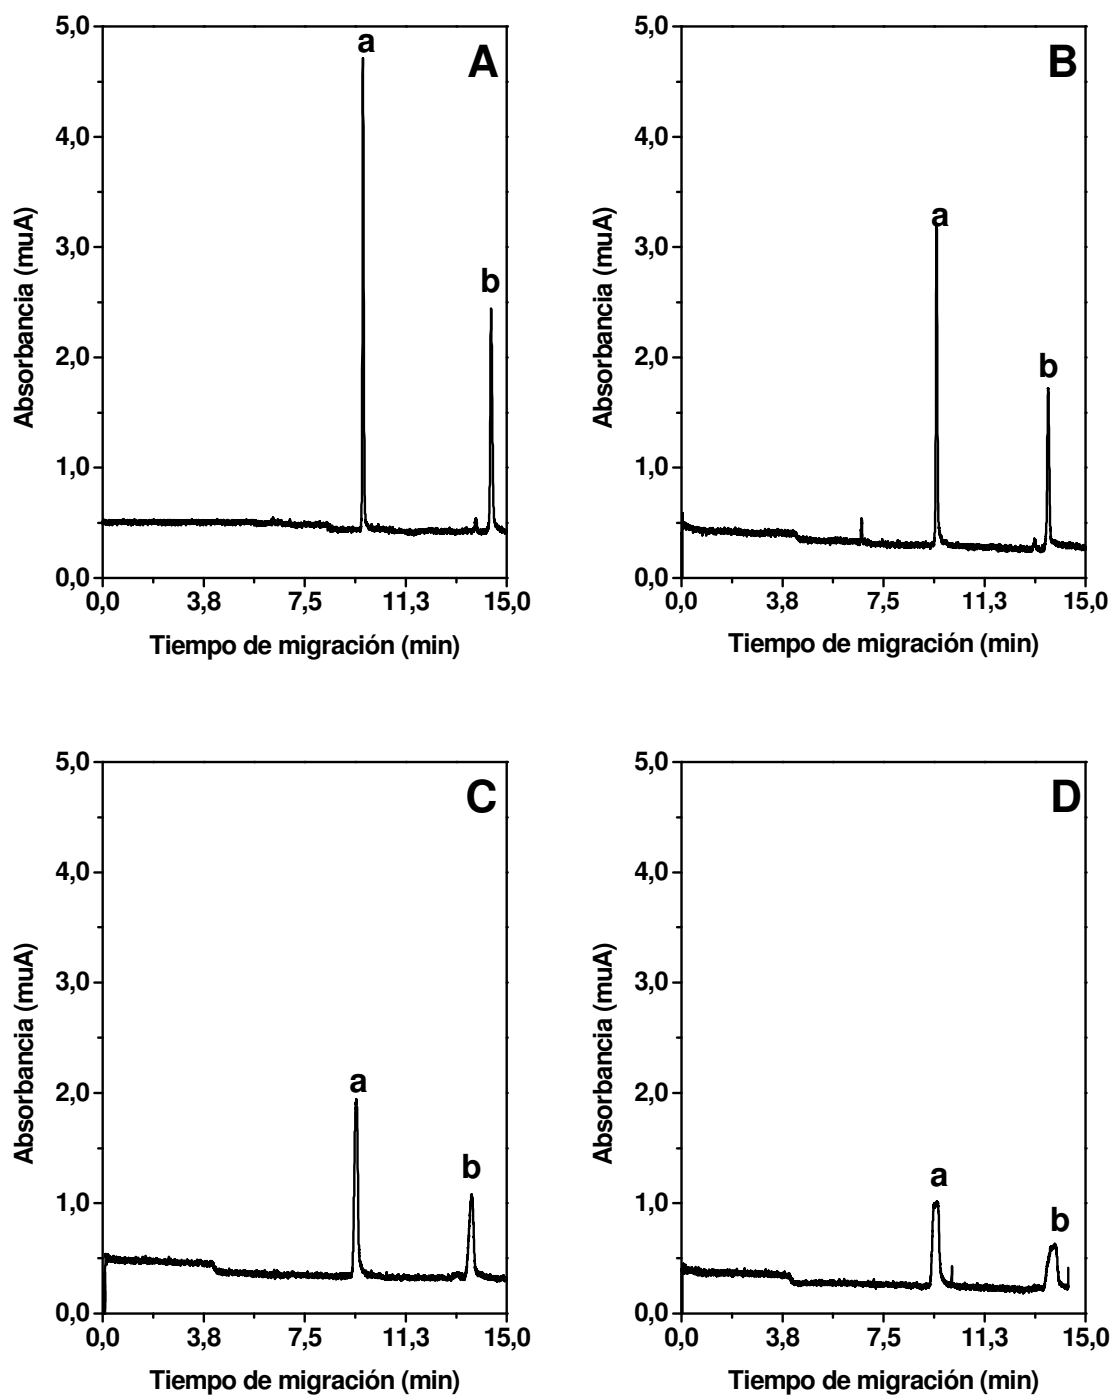 A
a
b
5,0
4,0
3,0
2,0
1,0
0,0
Absorbancia (muA)
0,0 3,8 7,5 11,3 15,0
Tiempo de migración (min)
B
a
b
5,0
4,0
3,0
2,0
1,0
0,0
Absorbancia (muA)
0,0 3,8 7,5 11,3 15,0
Tiempo de migración (min)
C
a
b
5,0
4,0
3,0
2,0
1,0
0,0
Absorbancia (muA)
0,0 3,8 7,5 11,3 15,0
Tiempo de migración (min)
D
a
b
5,0
4,0
3,0
2,0
1,0
0,0
Absorbancia (muA)
0,0 3,8 7,5 11,3 15,0
Tiempo de migración (min)